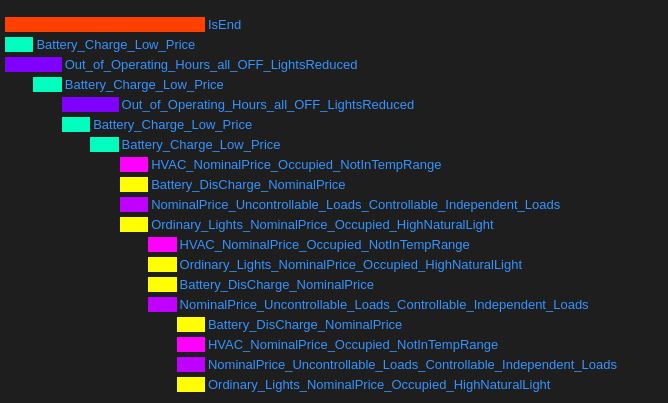 IsEnd
Battery_Charge_Low_Price
Out_of_Operating_Hours_all_OFF_LightsReduced
Battery_Charge_Low_Price
Out_of_Operating_Hours_all_OFF_LightsReduced
Battery_Charge_Low_Price
Battery_Charge_Low_Price
HVAC_NominalPrice_Occupied_NotInTempRange
Battery_DisCharge_NominalPrice
NominalPrice_Uncontrollable_Loads_Controllable_Independent_Loads
Ordinary_Lights_NominalPrice_Occupied_HighNaturalLight
HVAC_NominalPrice_Occupied_NotInTempRange
Ordinary_Lights_NominalPrice_Occupied_HighNaturalLight
Battery_DisCharge_NominalPrice
NominalPrice_Uncontrollable_Loads_Controllable_Independent_Loads
Battery_DisCharge_NominalPrice
HVAC_NominalPrice_Occupied_NotInTempRange
NominalPrice_Uncontrollable_Loads_Controllable_Independent_Loads
Ordinary_Lights_NominalPrice_Occupied_HighNaturalLight